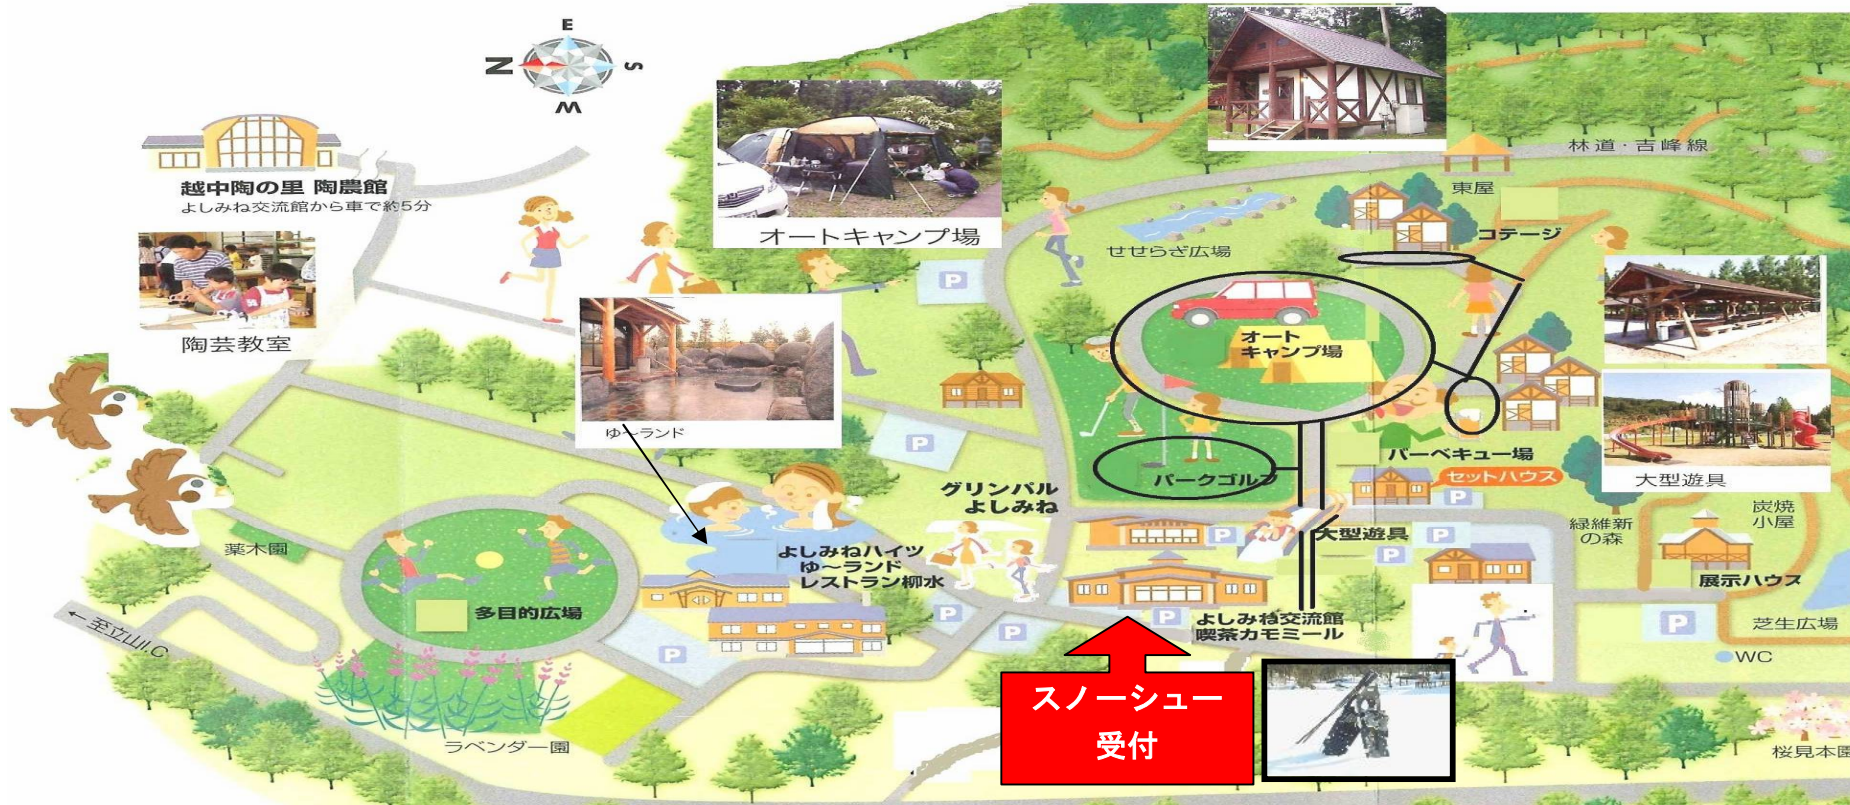 E
N
S
W
越中陶の里 陶農館
よしみね交流館から車で約5分
陶芸教室
オートキャンプ場
林道・吉峰線
東屋
コテージ
せせらぎ広場
P
オート
キャンプ場
ゆ〜ランド
P
バーベキュー場
セットハウス
P
パークゴルフ
大型遊具
グリンパル
よしみね
緑維新
の森
炭焼
小屋
薬木園
よしみねハイツ
ゆ〜ランド
レストラン柳水
P
大型遊具
P
P
展示ハウス
多目的広場
P
P
P
よしみね交流館
喫茶カモミール
P
芝生広場
WC
←至立山I.C
P
スノーシュー
受付
ラベンダー園
桜見本園